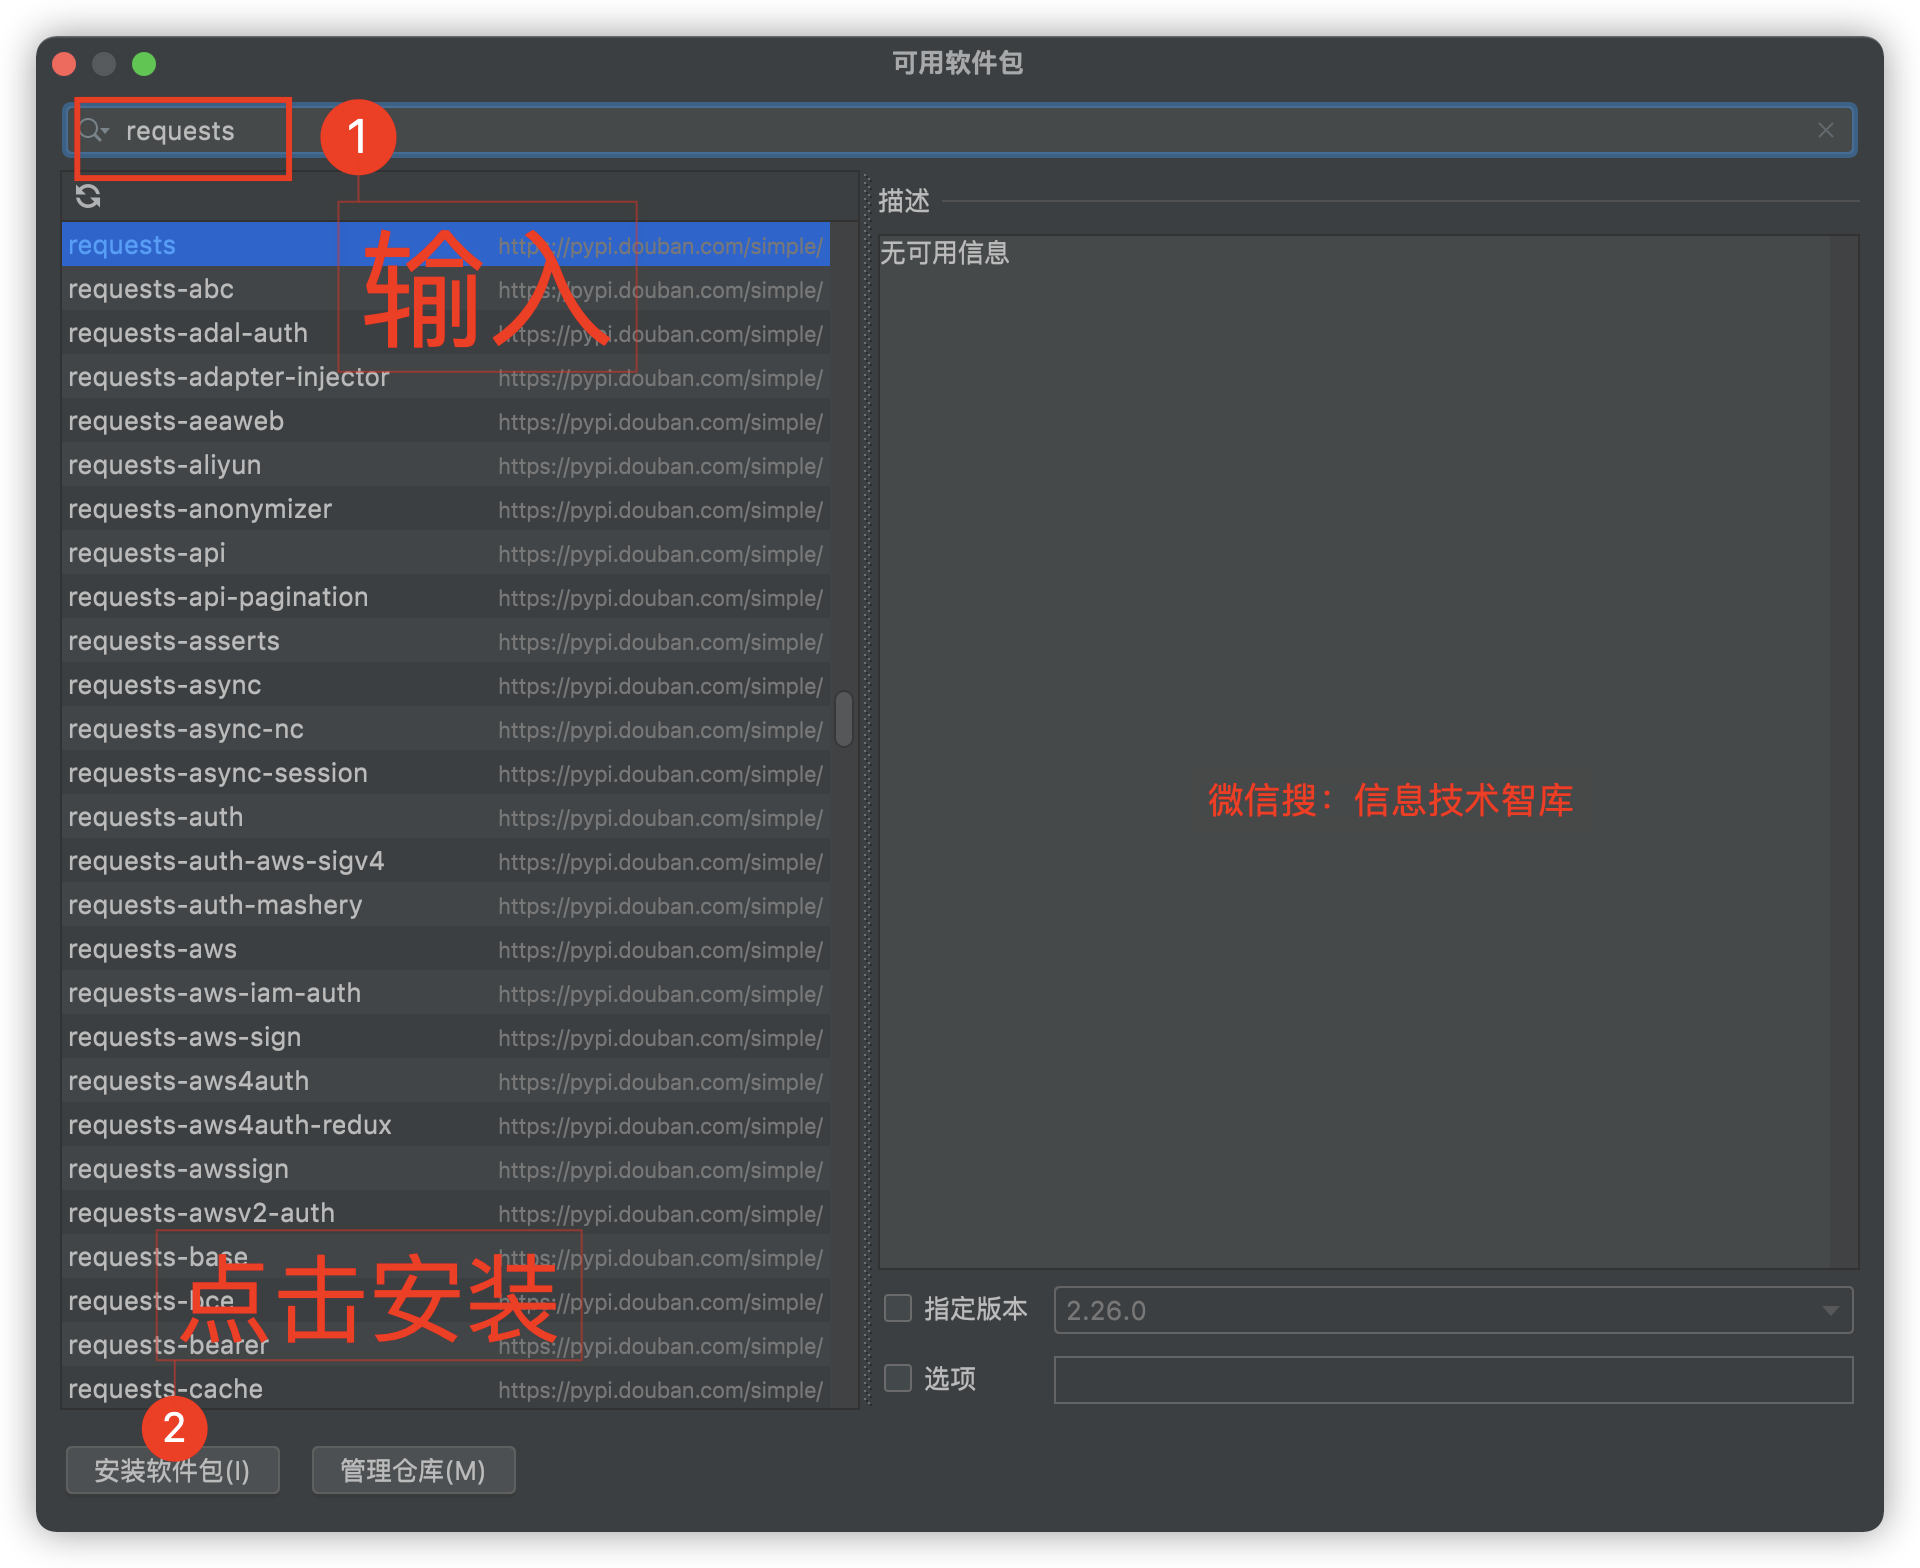 可用软件包
requests
1
描述
requests https://pypi.douban.com/simple/
输入
无可用信息
requests-abc https://pypi.douban.com/simple/
requests-adal-auth https://pypi.douban.com/simple/
requests-adapter-injector https://pypi.douban.com/simple/
requests-aeaweb https://pypi.douban.com/simple/
requests-aliyun https://pypi.douban.com/simple/
requests-anonymizer https://pypi.douban.com/simple/
requests-api https://pypi.douban.com/simple/
requests-api-pagination https://pypi.douban.com/simple/
requests-asserts https://pypi.douban.com/simple/
requests-async https://pypi.douban.com/simple/
requests-async-nc https://pypi.douban.com/simple/
requests-async-session https://pypi.douban.com/simple/
微信搜：信息技术智库
requests-auth https://pypi.douban.com/simple/
requests-auth-aws-sigv4 https://pypi.douban.com/simple/
requests-auth-mashery https://pypi.douban.com/simple/
requests-aws https://pypi.douban.com/simple/
requests-aws-iam-auth https://pypi.douban.com/simple/
requests-aws-sign https://pypi.douban.com/simple/
requests-aws4auth https://pypi.douban.com/simple/
requests-aws4auth-redux https://pypi.douban.com/simple/
requests-awssign https://pypi.douban.com/simple/
requests-awsv2-auth https://pypi.douban.com/simple/
requests-base https://pypi.douban.com/simple/
点击安装
requests-bce https://pypi.douban.com/simple/
requests-bearer https://pypi.douban.com/simple/
requests-cache https://pypi.douban.com/simple/
指定版本 2.26.0
选项
2
安装软件包(I) 管理仓库(M)